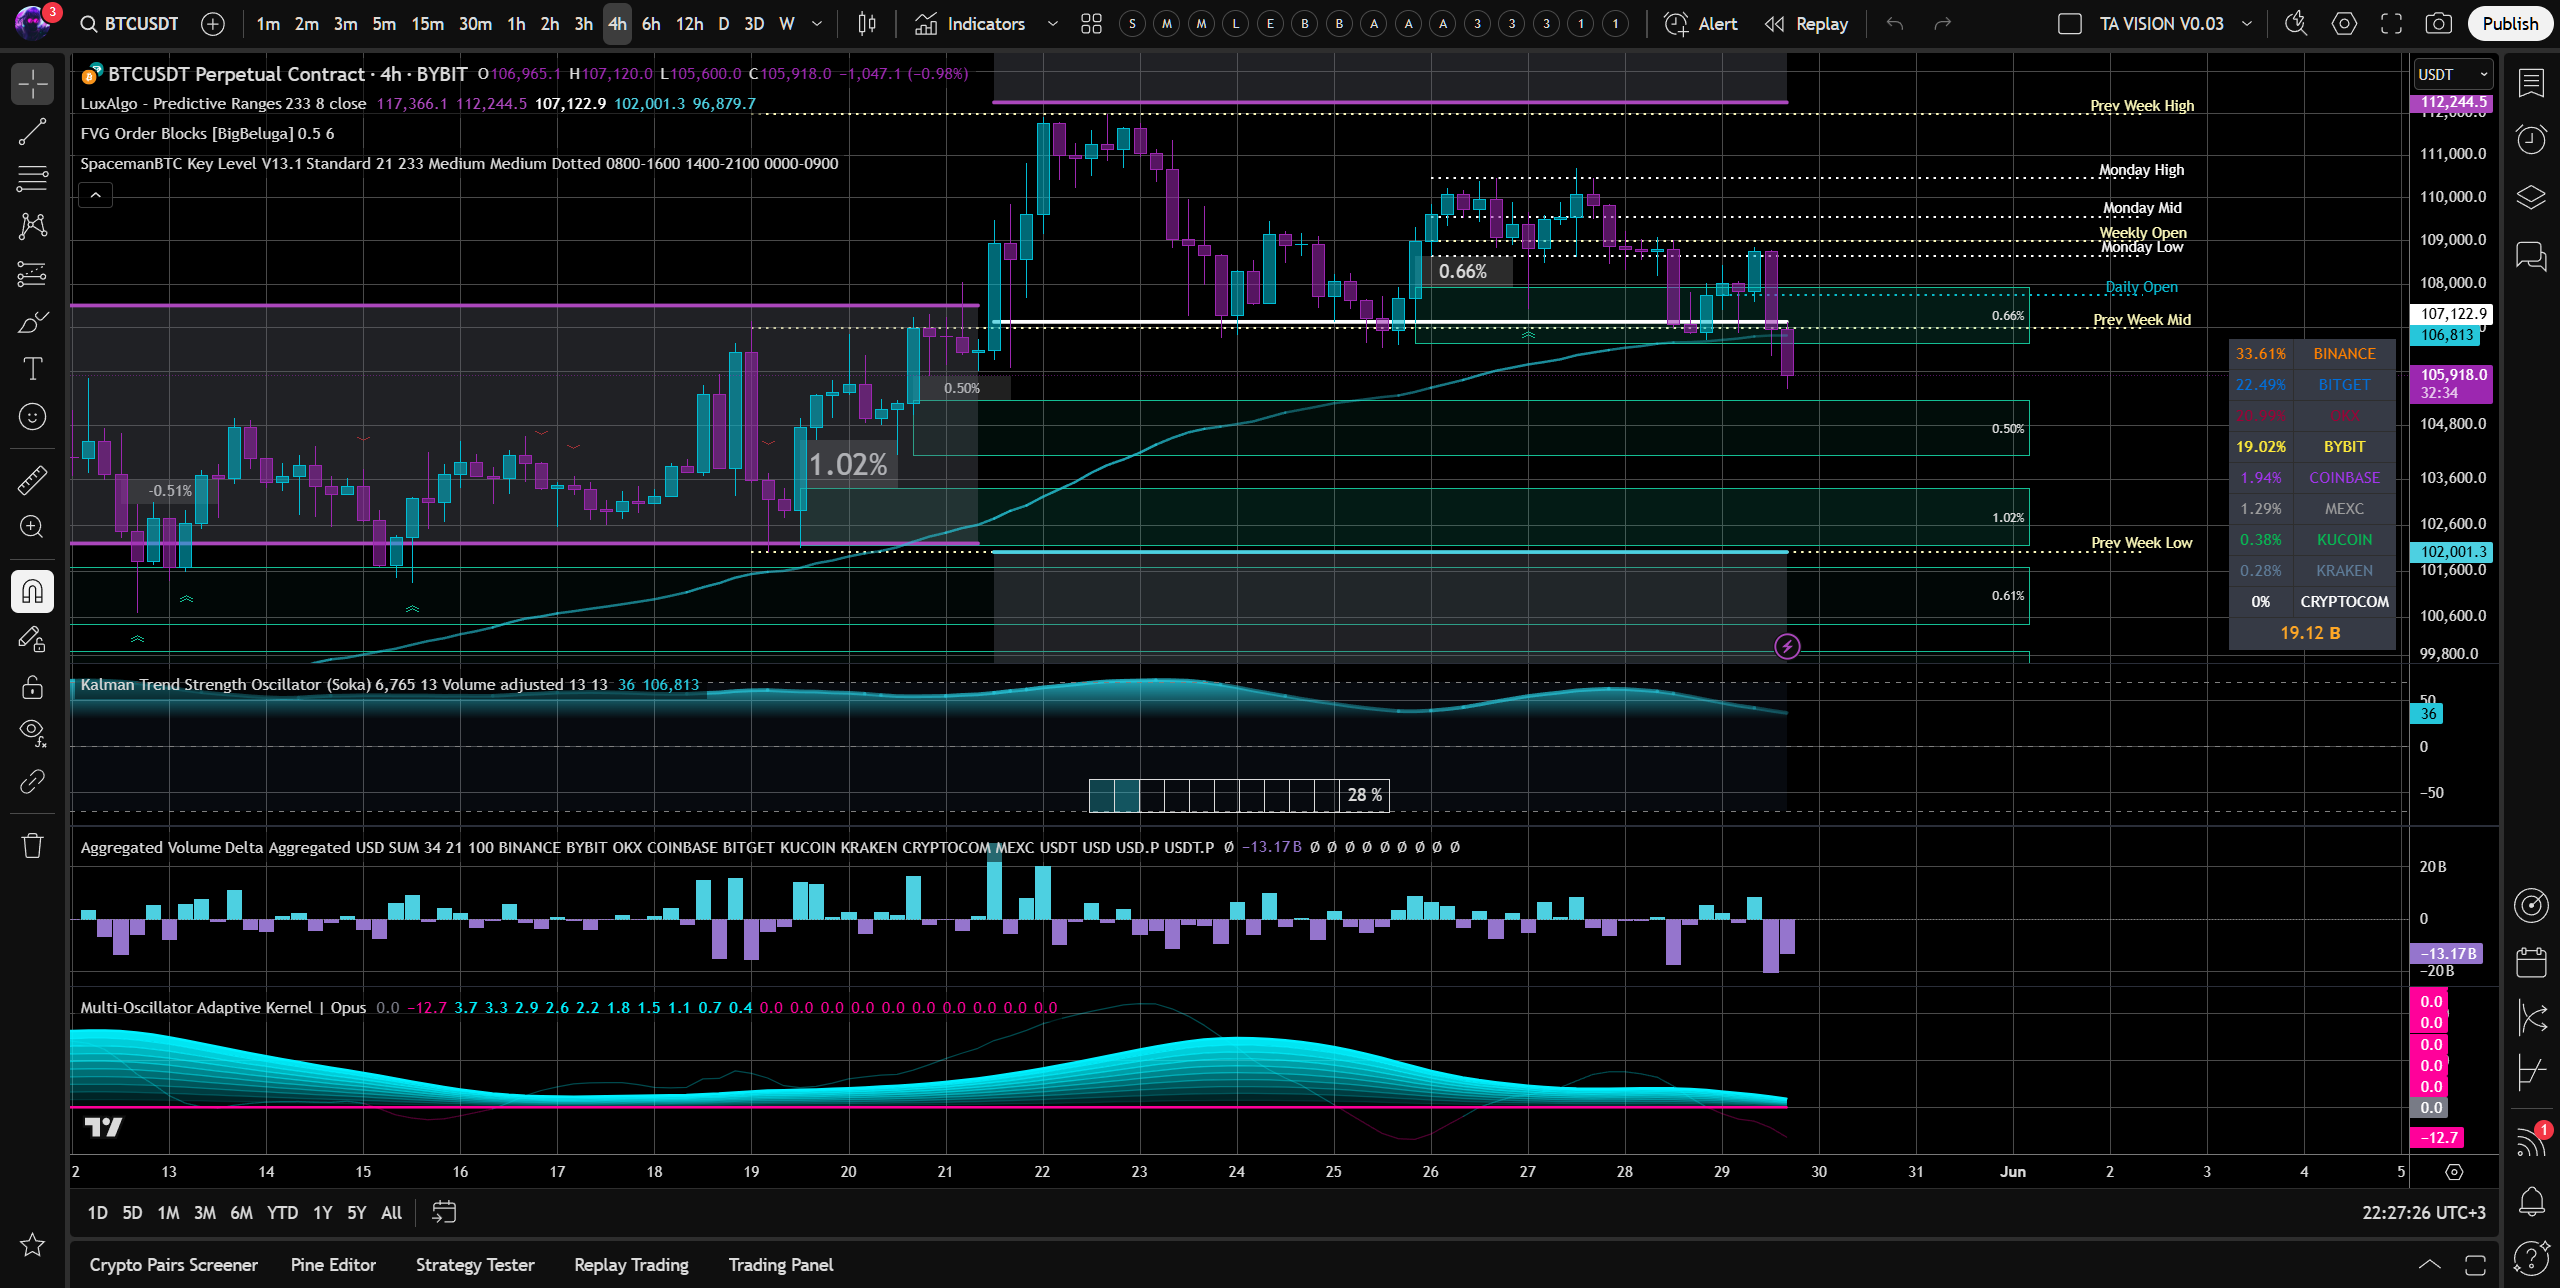 3
BTCUSDT
1m 2m 3m 5m 15m 30m 1h 2h 3h 4h 6h 12h D 3D W
Indicators
S M M L E B B A A A 3 3 3 1 1
Alert
Replay
TA VISION V0.03
Publish
BTCUSDT Perpetual Contract · 4h · BYBIT O106,965.1 H107,120.0 L105,600.0 C105,918.0 −1,047.1 (−0.98%)
LuxAlgo - Predictive Ranges 233 8 close 117,366.1 112,244.5 107,122.9 102,001.3 96,879.7
FVG Order Blocks [BigBeluga] 0.5 6
SpacemanBTC Key Level V13.1 Standard 21 233 Medium Medium Dotted 0800-1600 1400-2100 0000-0900
USDT
Prev Week High
Monday High
Monday Mid
Weekly Open
Monday Low
Daily Open
Prev Week Mid
Prev Week Low
0.66%
0.66%
0.50%
0.50%
1.02%
1.02%
-0.51%
0.61%
112,244.5
111,000.0
110,000.0
109,000.0
108,000.0
107,122.9
106,813
105,918.0
32:34
104,800.0
103,600.0
102,600.0
102,001.3
101,600.0
100,600.0
99,800.0
33.61% BINANCE
22.49% BITGET
20.99% OKX
19.02% BYBIT
1.94% COINBASE
1.29% MEXC
0.38% KUCOIN
0.28% KRAKEN
0% CRYPTOCOM
19.12 B
Kalman Trend Strength Oscillator (Soka) 6,765 13 Volume adjusted 13 13 36 106,813
50
36
0
−50
28 %
Aggregated Volume Delta Aggregated USD SUM 34 21 100 BINANCE BYBIT OKX COINBASE BITGET KUCOIN KRAKEN CRYPTOCOM MEXC USDT USD USD.P USDT.P Ø −13.17 B Ø Ø Ø Ø Ø Ø Ø Ø Ø
20 B
0
−13.17 B
−20 B
Multi-Oscillator Adaptive Kernel | Opus 0.0 −12.7 3.7 3.3 2.9 2.6 2.2 1.8 1.5 1.1 0.7 0.4 0.0 0.0 0.0 0.0 0.0 0.0 0.0 0.0 0.0 0.0
0.0
0.0
0.0
0.0
0.0
0.0
−12.7
1
2 13 14 15 16 17 18 19 20 21 22 23 24 25 26 27 28 29 30 31 Jun 2 3 4 5
1D 5D 1M 3M 6M YTD 1Y 5Y All
22:27:26 UTC+3
Crypto Pairs Screener Pine Editor Strategy Tester Replay Trading Trading Panel